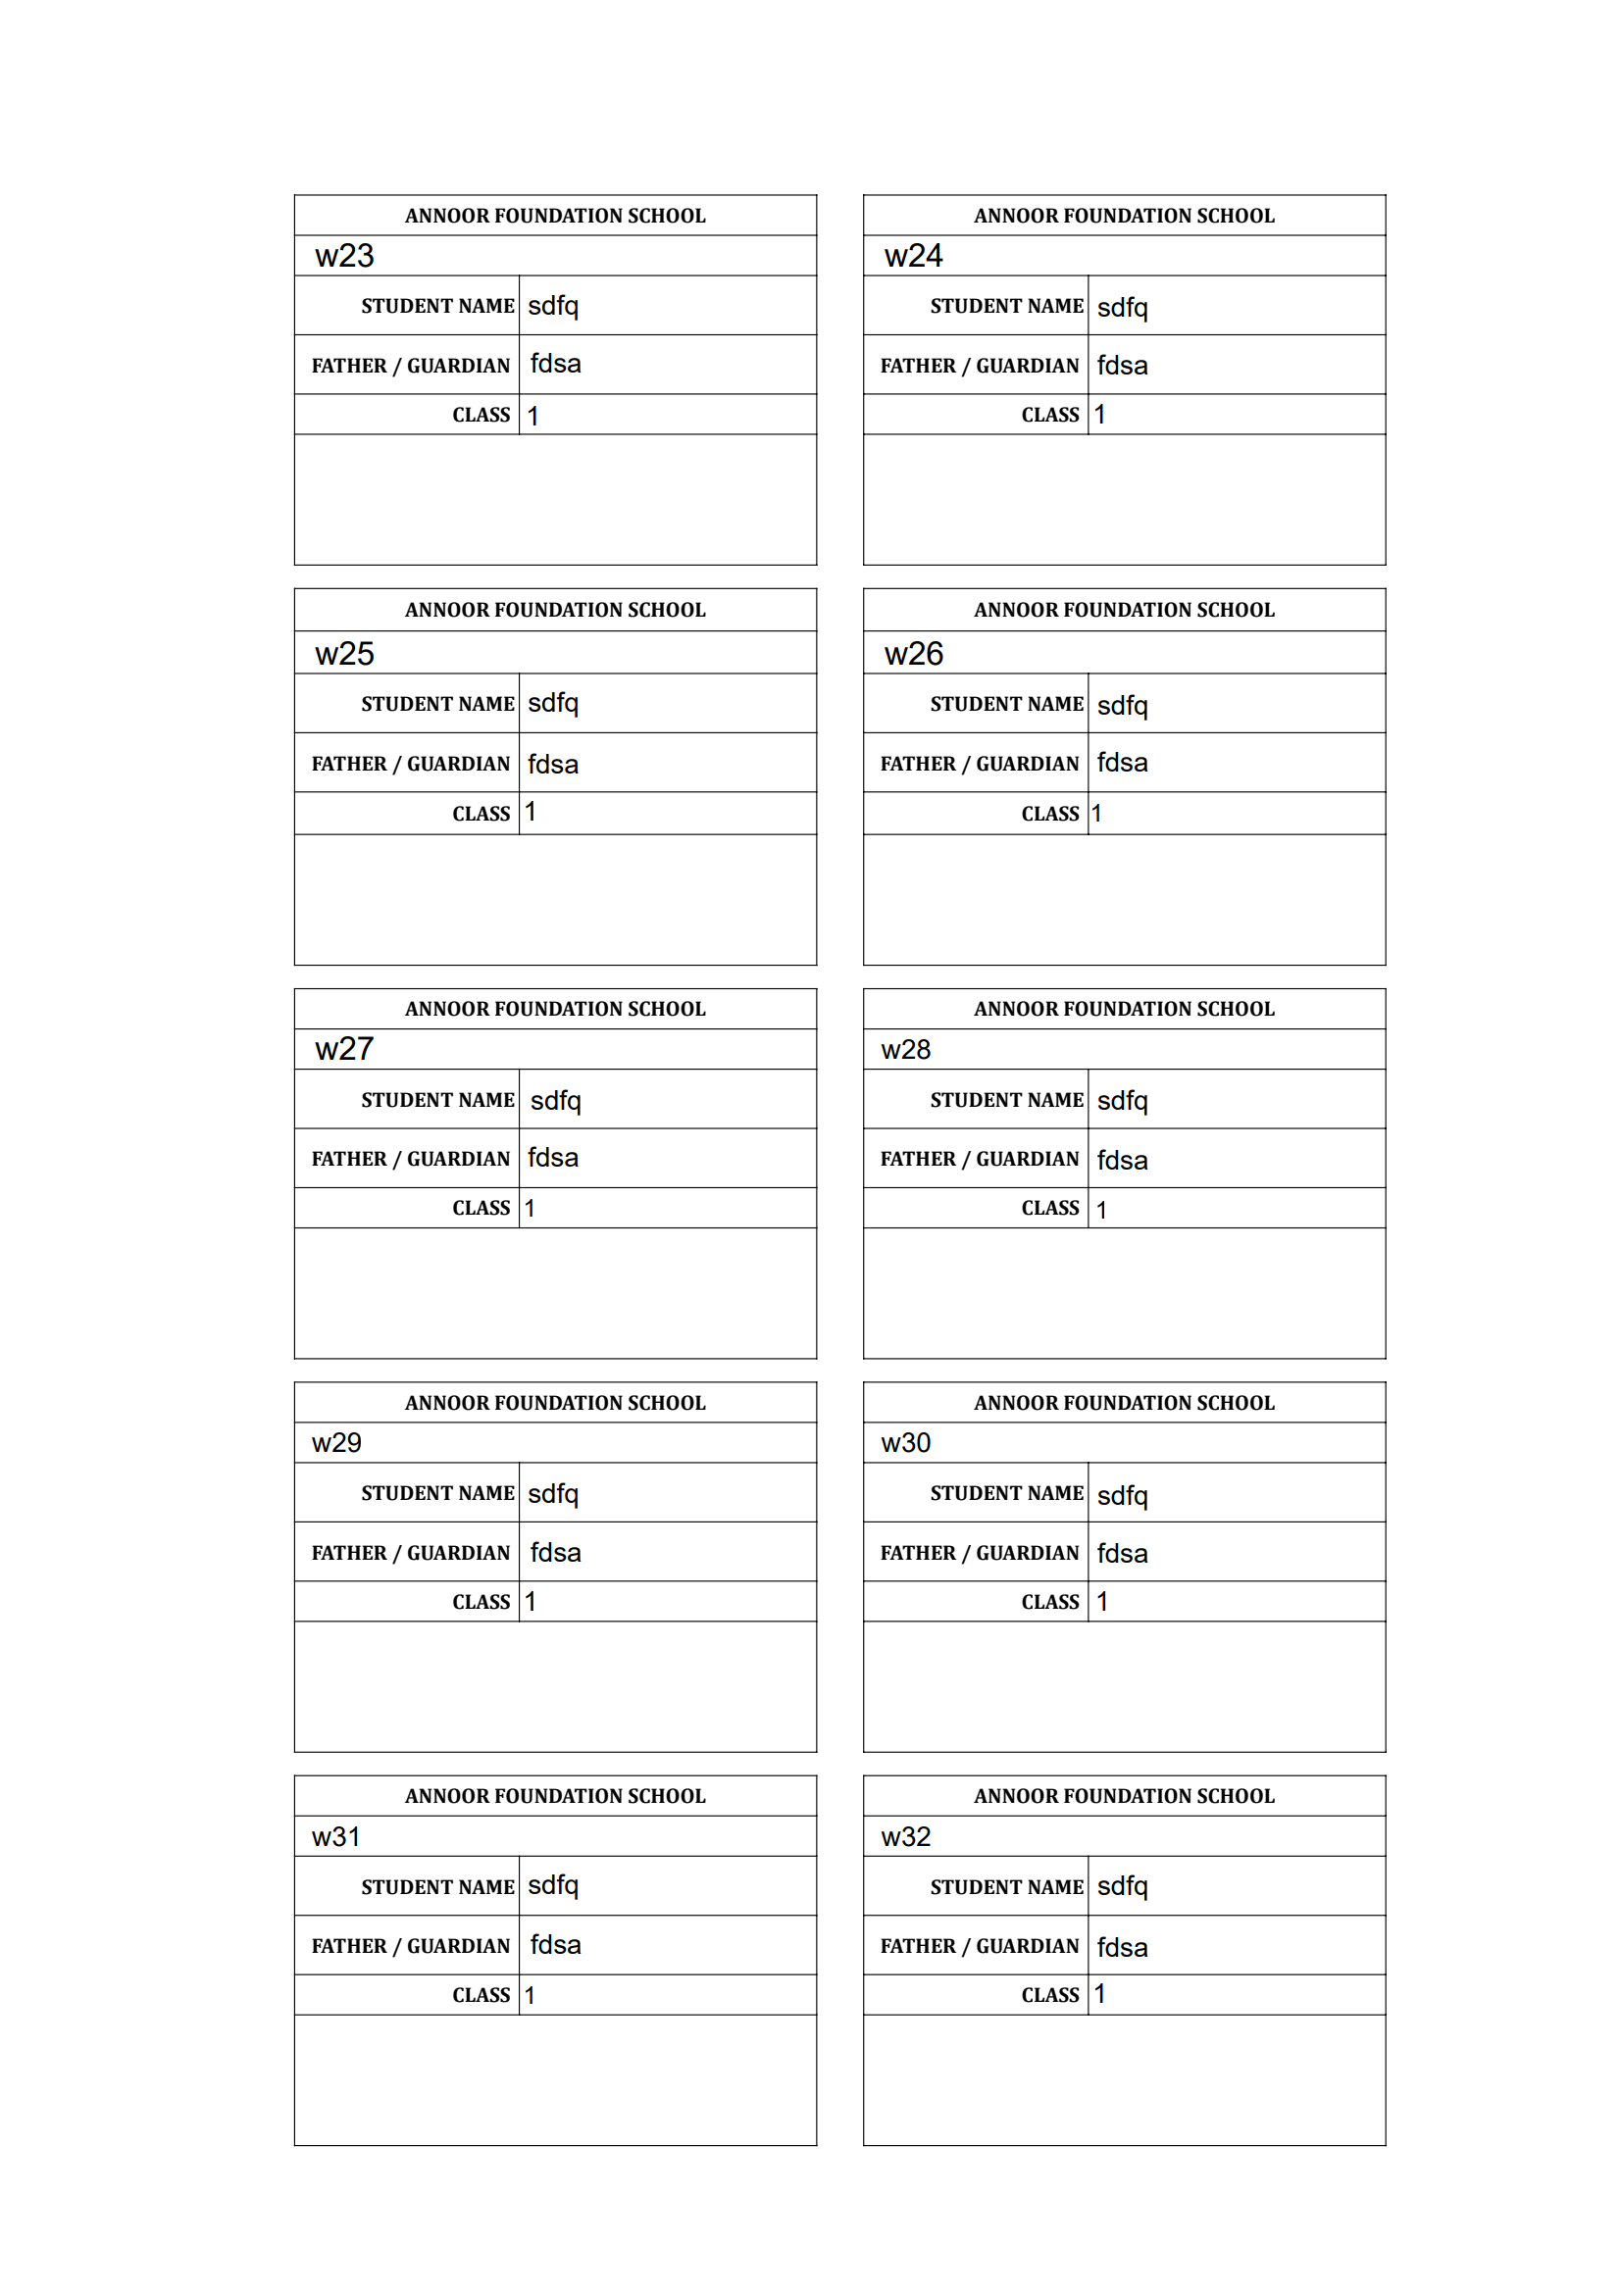 ANNOOR FOUNDATION SCHOOL
w23
STUDENT NAME sdfq
FATHER / GUARDIAN fdsa
CLASS 1
ANNOOR FOUNDATION SCHOOL
w24
STUDENT NAME sdfq
FATHER / GUARDIAN fdsa
CLASS 1
ANNOOR FOUNDATION SCHOOL
w25
STUDENT NAME sdfq
FATHER / GUARDIAN fdsa
CLASS 1
ANNOOR FOUNDATION SCHOOL
w26
STUDENT NAME sdfq
FATHER / GUARDIAN fdsa
CLASS 1
ANNOOR FOUNDATION SCHOOL
w27
STUDENT NAME sdfq
FATHER / GUARDIAN fdsa
CLASS 1
ANNOOR FOUNDATION SCHOOL
w28
STUDENT NAME sdfq
FATHER / GUARDIAN fdsa
CLASS 1
ANNOOR FOUNDATION SCHOOL
w29
STUDENT NAME sdfq
FATHER / GUARDIAN fdsa
CLASS 1
ANNOOR FOUNDATION SCHOOL
w30
STUDENT NAME sdfq
FATHER / GUARDIAN fdsa
CLASS 1
ANNOOR FOUNDATION SCHOOL
w31
STUDENT NAME sdfq
FATHER / GUARDIAN fdsa
CLASS 1
ANNOOR FOUNDATION SCHOOL
w32
STUDENT NAME sdfq
FATHER / GUARDIAN fdsa
CLASS 1